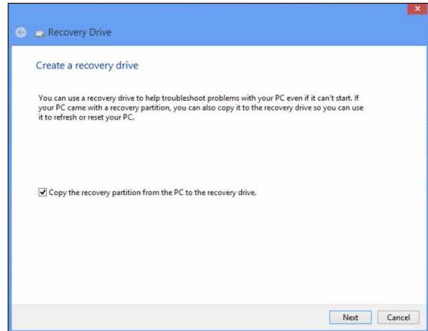 Recovery Drive
Create a recovery drive
You can use a recovery drive to help troubleshoot problems with your PC even if it can't start. If
your PC came with a recovery partition, you can also copy it to the recovery drive so you can use
it to refresh or reset your PC.
Copy the recovery partition from the PC to the recovery drive.
Next Cancel